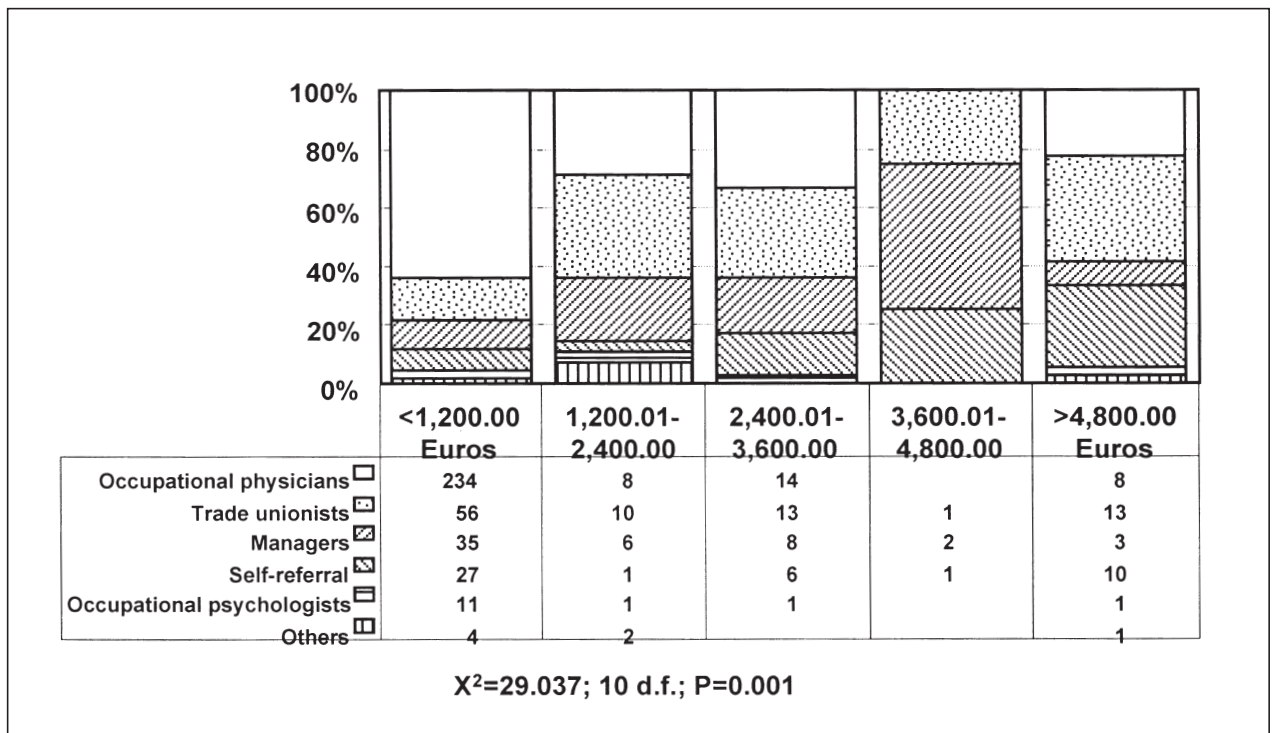 100%
80%
60%
40%
20%
0%
<1,200.00 1,200.01- 2,400.01- 3,600.01- >4,800.00
Euros 2,400.00 3,600.00 4,800.00 Euros
Occupational physicians 234 8 14 8
Trade unionists 56 10 13 1 13
Managers 35 6 8 2 3
Self-referral 27 1 6 1 10
Occupational psychologists 11 1 1 1
Others 4 2 1
X²=29.037; 10 d.f.; P=0.001